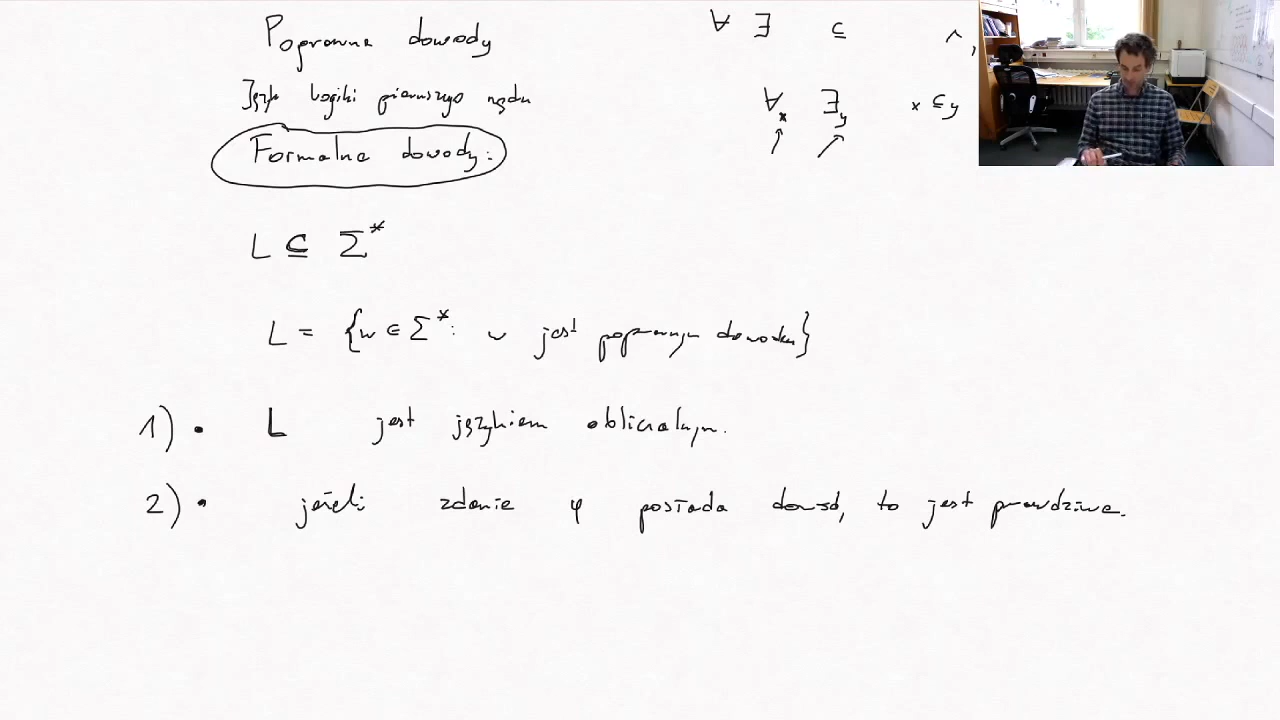 Poprawne dowody
∀ ∃ ⊆ ∧,
Język logiki pierwszego rzędu
∀x ∃y x ⊆ y
Formalne dowody:
L ⊆ Σ*
L = {w ∈ Σ*: w jest poprawnym dowodem}
1) • L jest językiem obliczalnym.
2) • jeżeli zdanie φ posiada dowód, to jest prawdziwe.